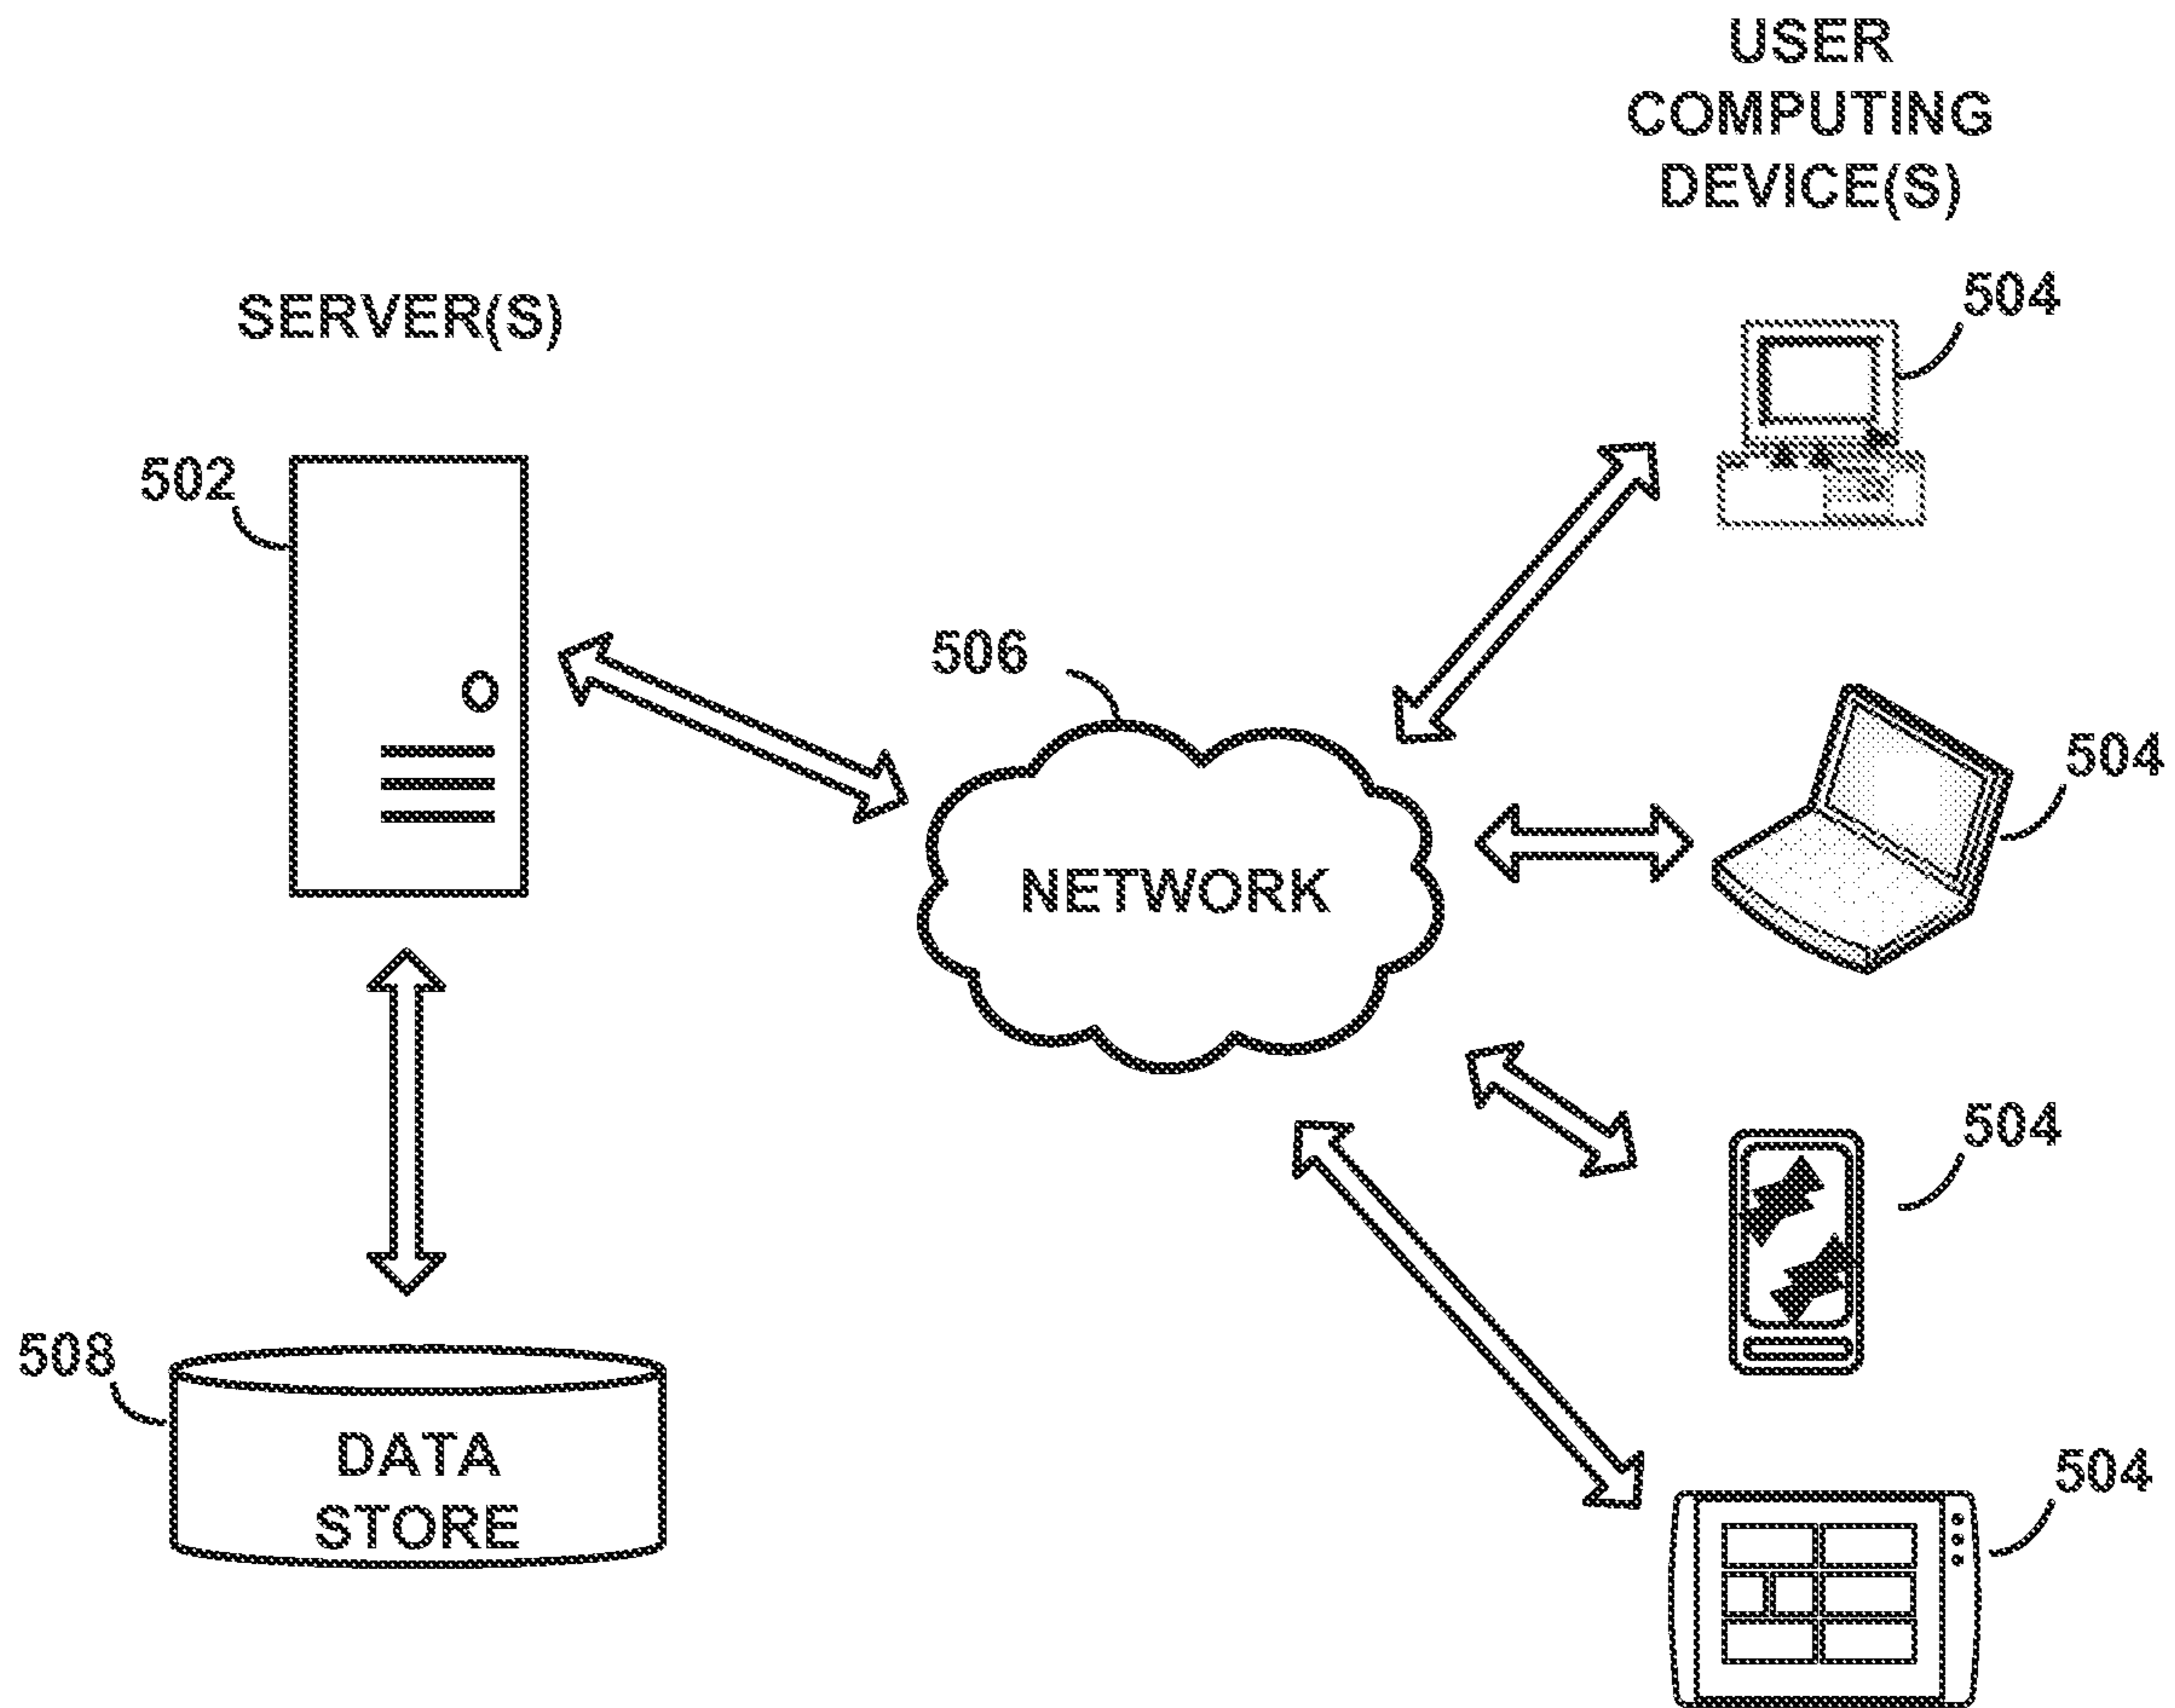 USER
COMPUTING
DEVICE(S)
504
SERVER(S)
502
506
504
NETWORK
504
508
DATA
STORE
504